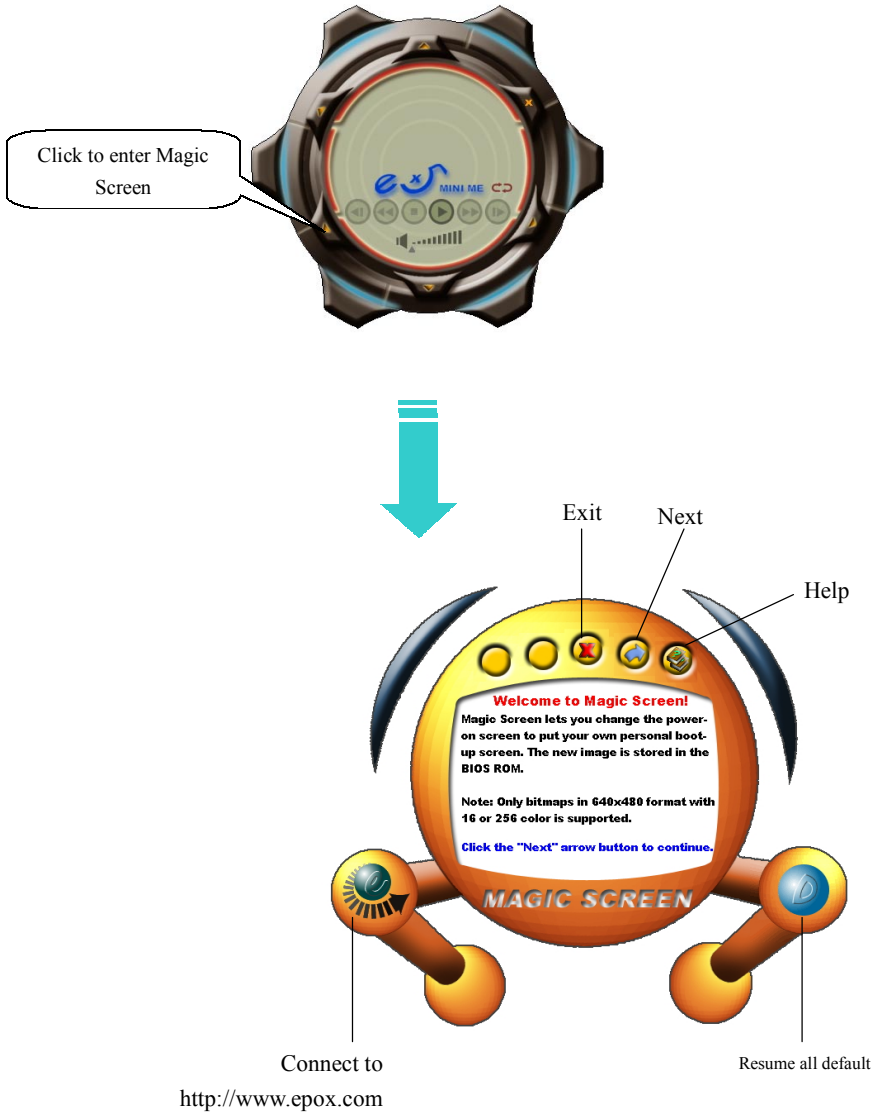 Click to enter Magic
Screen
exp MINI ME
Exit
Next
Help
Welcome to Magic Screen!
Magic Screen lets you change the power-
on screen to put your own personal boot-
up screen. The new image is stored in the
BIOS ROM.
Note: Only bitmaps in 640x480 format with
16 or 256 color is supported.
Click the "Next" arrow button to continue.
e
MAGIC SCREEN
D
Connect to
http://www.epox.com
Resume all default